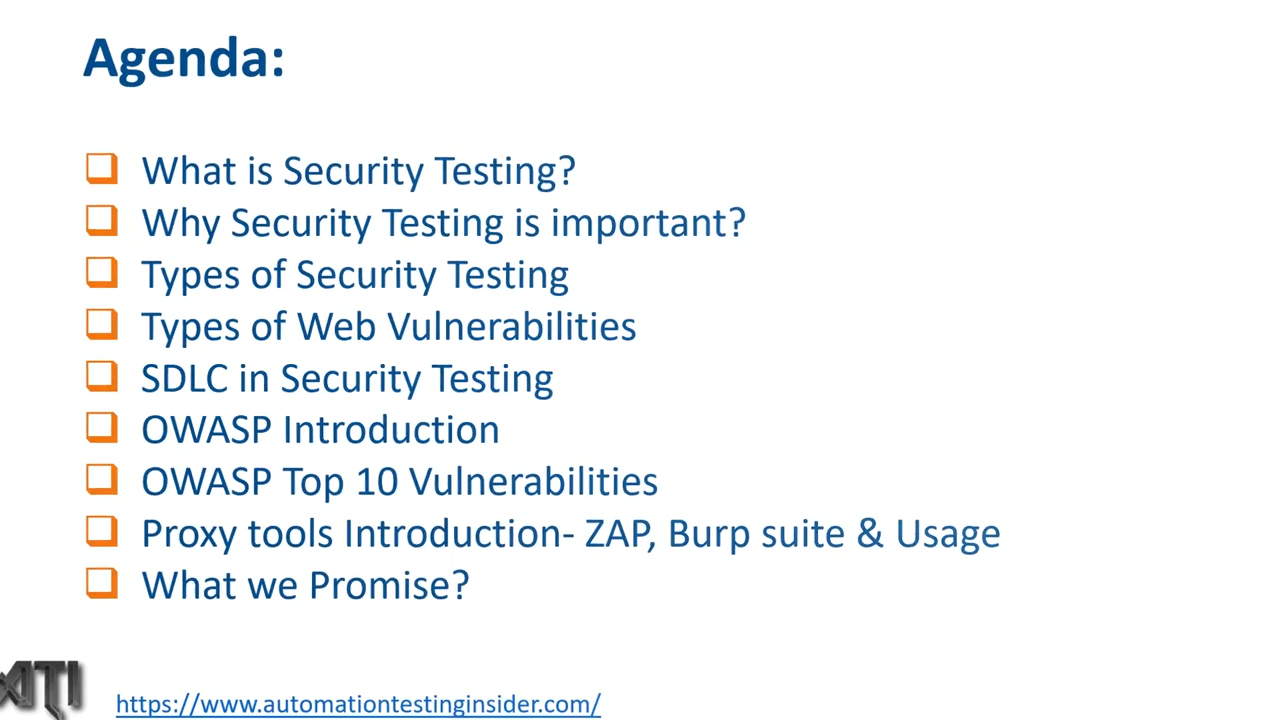 Agenda:
What is Security Testing?
Why Security Testing is important?
Types of Security Testing
Types of Web Vulnerabilities
SDLC in Security Testing
OWASP Introduction
OWASP Top 10 Vulnerabilities
Proxy tools Introduction- ZAP, Burp suite & Usage
What we Promise?
ATI
https://www.automationtestinginsider.com/